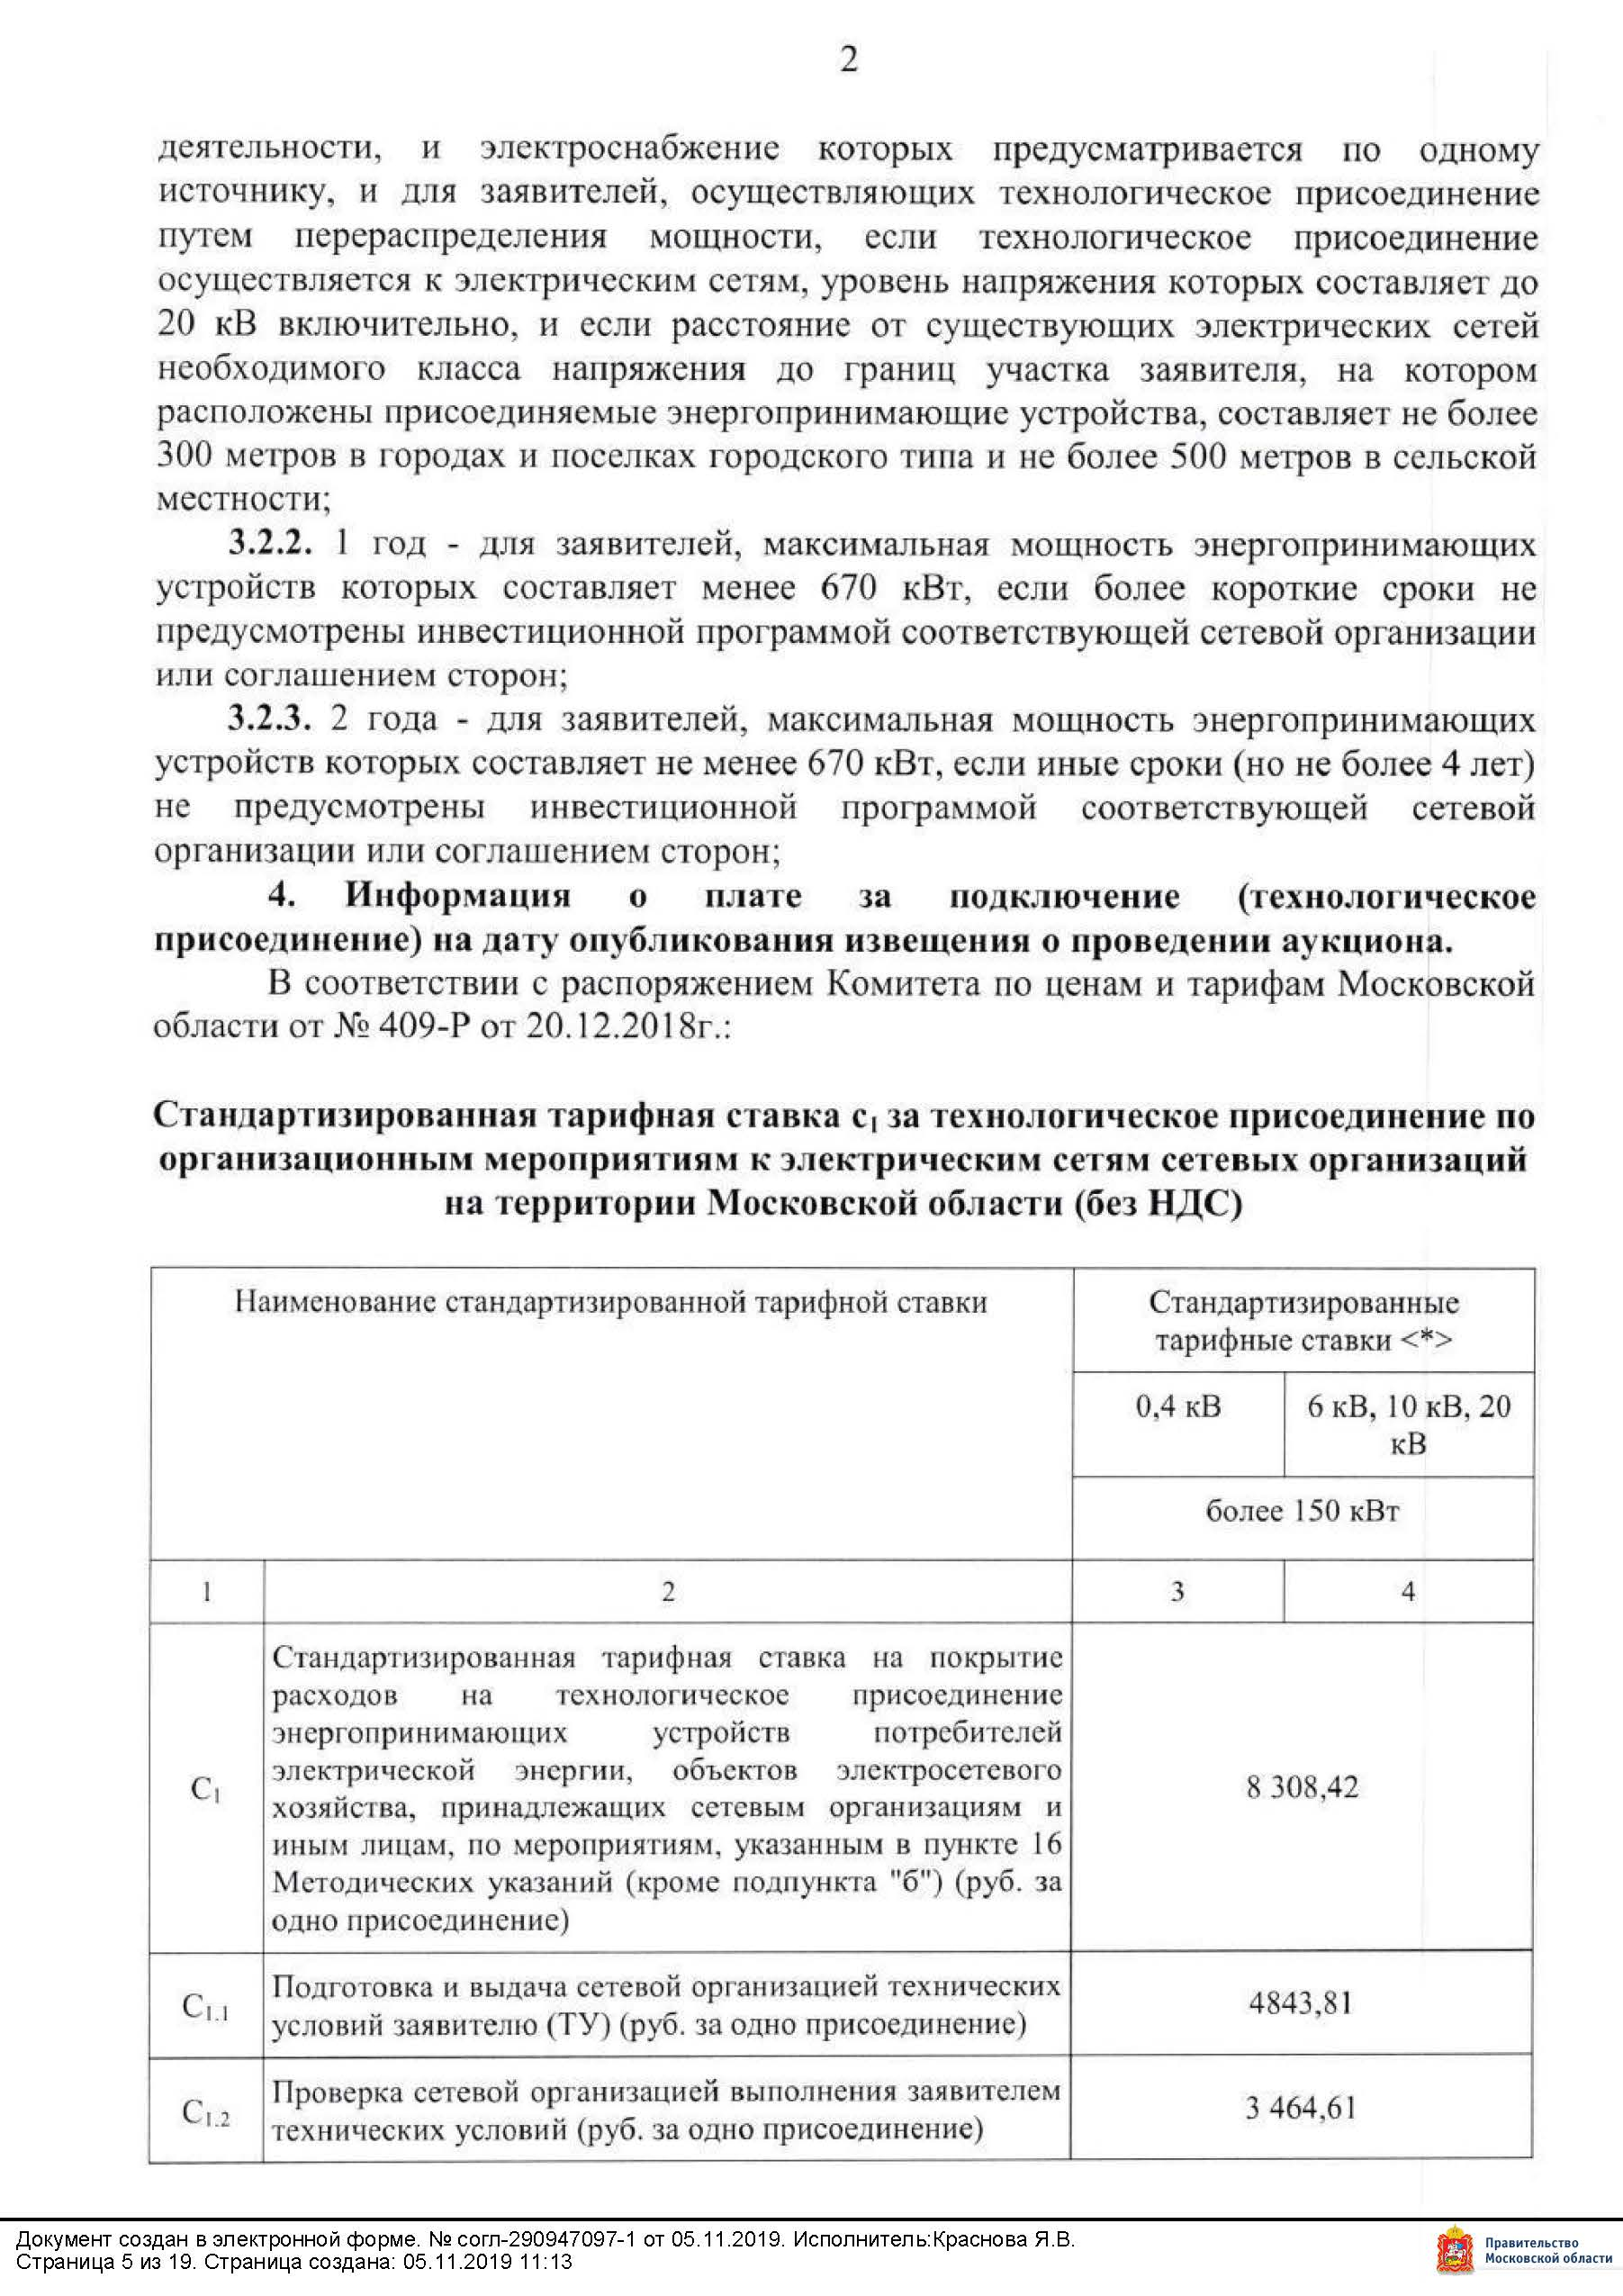 2
деятельности, и электроснабжение которых предусматривается по одному
источнику, и для заявителей, осуществляющих технологическое присоединение
путем перераспределения мощности, если технологическое присоединение
осуществляется к электрическим сетям, уровень напряжения которых составляет до
20 кВ включительно, и если расстояние от существующих электрических сетей
необходимого класса напряжения до границ участка заявителя, на котором
расположены присоединяемые энергопринимающие устройства, составляет не более
300 метров в городах и поселках городского типа и не более 500 метров в сельской
местности;
3.2.2. 1 год - для заявителей, максимальная мощность энергопринимающих
устройств которых составляет менее 670 кВт, если более короткие сроки не
предусмотрены инвестиционной программой соответствующей сетевой организации
или соглашением сторон;
3.2.3. 2 года - для заявителей, максимальная мощность энергопринимающих
устройств которых составляет не менее 670 кВт, если иные сроки (но не более 4 лет)
не предусмотрены инвестиционной программой соответствующей сетевой
организации или соглашением сторон;
4. Информация о плате за подключение (технологическое
присоединение) на дату опубликования извещения о проведении аукциона.
В соответствии с распоряжением Комитета по ценам и тарифам Московской
области от № 409-Р от 20.12.2018г.:
Стандартизированная тарифная ставка с₁ за технологическое присоединение по
организационным мероприятиям к электрическим сетям сетевых организаций
на территории Московской области (без НДС)
Наименование стандартизированной тарифной ставки
Стандартизированные
тарифные ставки <*>
0,4 кВ
6 кВ, 10 кВ, 20
кВ
более 150 кВт
1 2 3 4
С₁
Стандартизированная тарифная ставка на покрытие
расходов на технологическое присоединение
энергопринимающих устройств потребителей
электрической энергии, объектов электросетевого
хозяйства, принадлежащих сетевым организациям и
иным лицам, по мероприятиям, указанным в пункте 16
Методических указаний (кроме подпункта "б") (руб. за
одно присоединение)
8 308,42
С₁.₁
Подготовка и выдача сетевой организацией технических
условий заявителю (ТУ) (руб. за одно присоединение)
4843,81
С₁.₂
Проверка сетевой организацией выполнения заявителем
технических условий (руб. за одно присоединение)
3 464,61
Документ создан в электронной форме. № согл-290947097-1 от 05.11.2019. Исполнитель:Краснова Я.В.
Страница 5 из 19. Страница создана: 05.11.2019 11:13
Правительство
Московской области